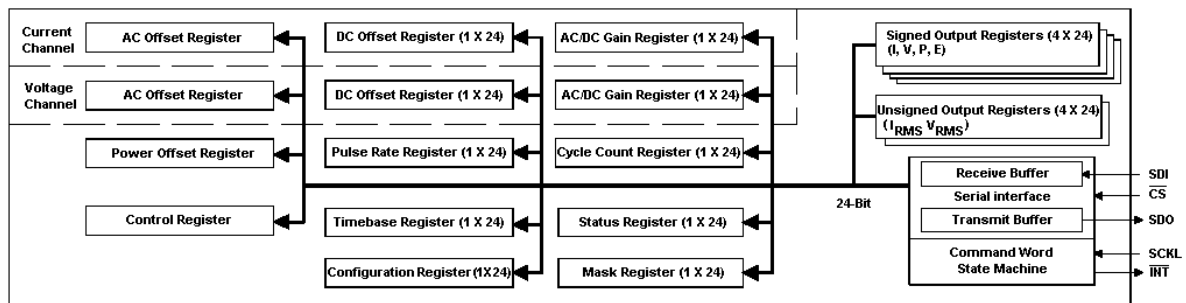 Current
Channel
AC Offset Register
DC Offset Register (1 X 24)
AC/DC Gain Register (1 X 24)
Signed Output Registers (4 X 24)
(I, V, P, E)
Voltage
Channel
AC Offset Register
DC Offset Register (1 X 24)
AC/DC Gain Register (1 X 24)
Unsigned Output Registers (4 X 24)
(IRMS VRMS)
Power Offset Register
Pulse Rate Register (1 X 24)
Cycle Count Register (1 X 24)
Receive Buffer
SDI
Serial interface
CS
24-Bit
Control Register
Timebase Register (1 X 24)
Status Register (1 X 24)
Transmit Buffer
SDO
Command Word
State Machine
SCKL
INT
Configuration Register (1X24)
Mask Register (1 X 24)